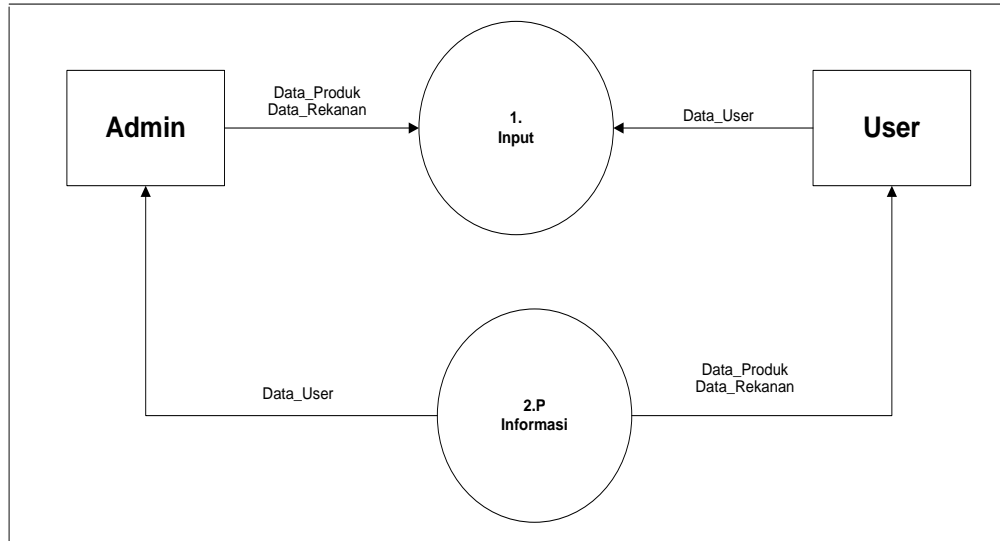 Admin
Data_Produk
Data_Rekanan
1.
Input
Data_User
User
Data_User
2.P
Informasi
Data_Produk
Data_Rekanan